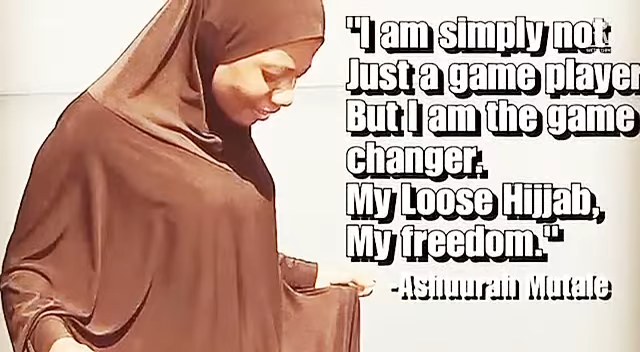 "I am simply not
Just a game player
But I am the game
changer.
My Loose Hijjab,
My freedom."
-Ashuurah Mutale